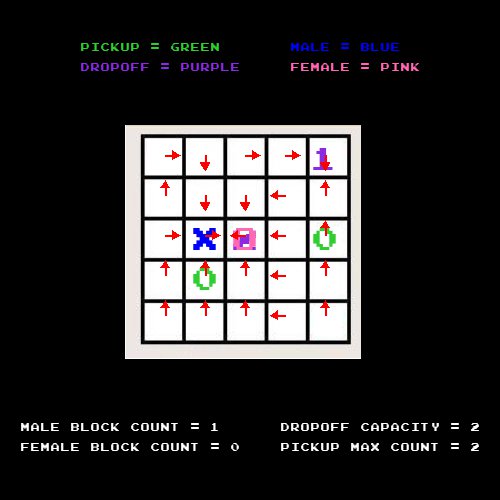 PICKUP = GREEN
MALE = BLUE
DROPOFF = PURPLE
FEMALE = PINK
1
X
0
0
MALE BLOCK COUNT = 1
DROPOFF CAPACITY = 2
FEMALE BLOCK COUNT = 0
PICKUP MAX COUNT = 2